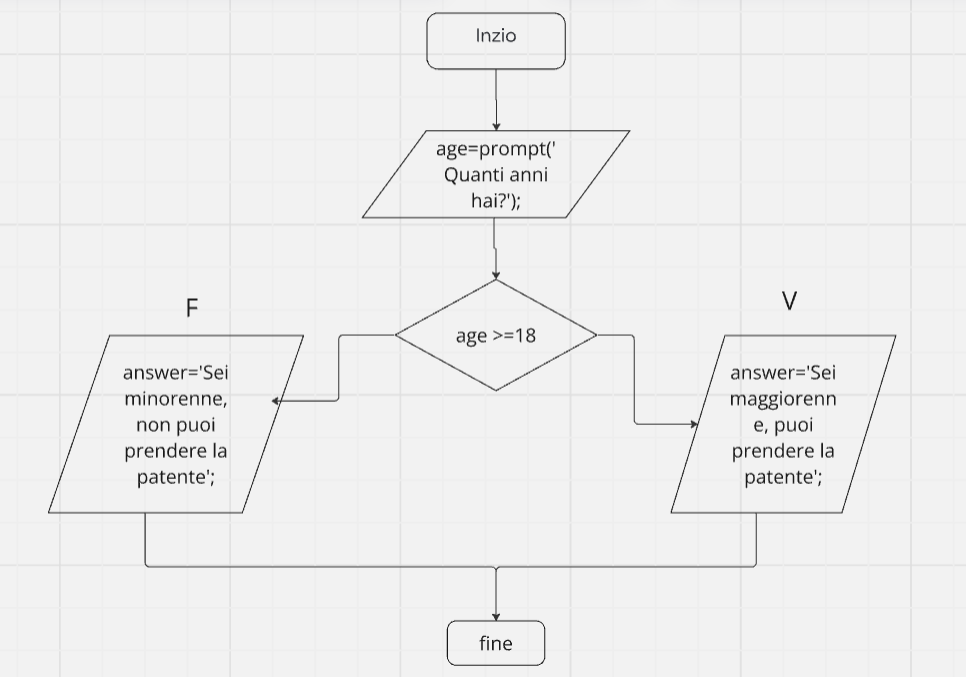 Inzio
age=prompt('
Quanti anni
hai?');
age >=18
F
answer='Sei
minorenne,
non puoi
prendere la
patente';
V
answer='Sei
maggiorenn
e, puoi
prendere la
patente';
fine